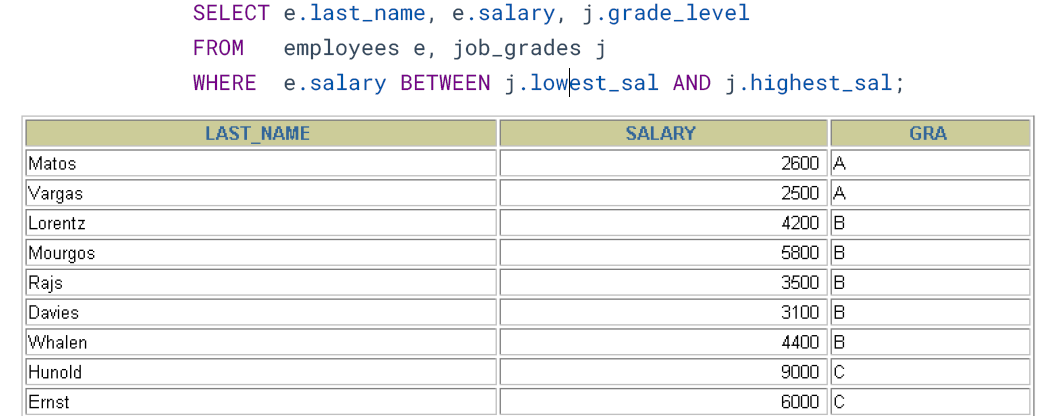 SELECT e.last_name, e.salary, j.grade_level
FROM employees e, job_grades j
WHERE e.salary BETWEEN j.lowest_sal AND j.highest_sal;
LAST_NAME SALARY GRA
Matos 2600 A
Vargas 2500 A
Lorentz 4200 B
Mourgos 5800 B
Rajs 3500 B
Davies 3100 B
Whalen 4400 B
Hunold 9000 C
Ernst 6000 C